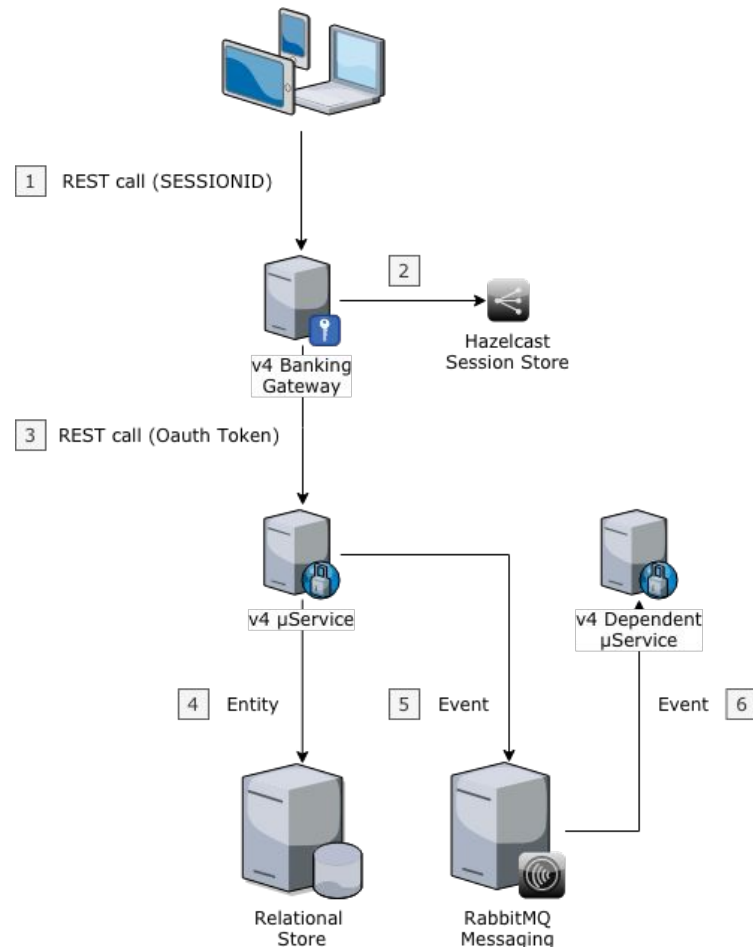 1 REST call (SESSIONID)
2
Hazelcast
Session Store
v4 Banking
Gateway
3 REST call (Oauth Token)
v4 µService
v4 Dependent
µService
4 Entity
5 Event
Event 6
Relational
Store
RabbitMQ
Messaging